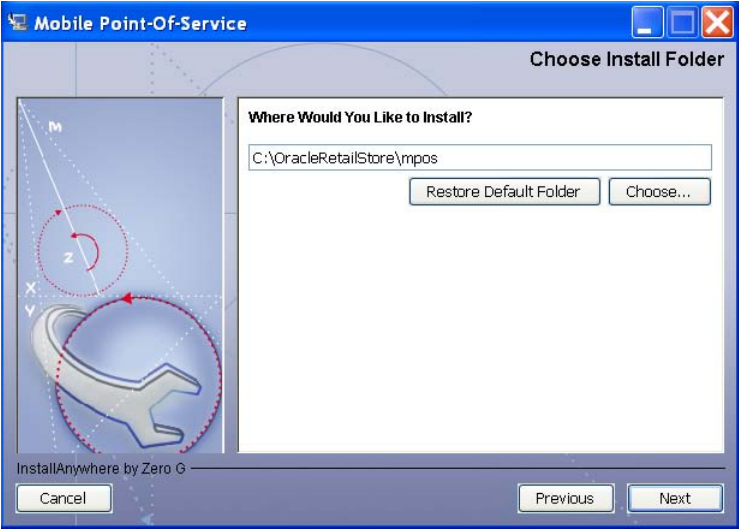 Mobile Point-Of-Service
Choose Install Folder
M
Z
X
Y
Where Would You Like to Install?
C:\OracleRetailStore\mpos
Restore Default Folder
Choose...
InstallAnywhere by Zero G
Cancel
Previous
Next